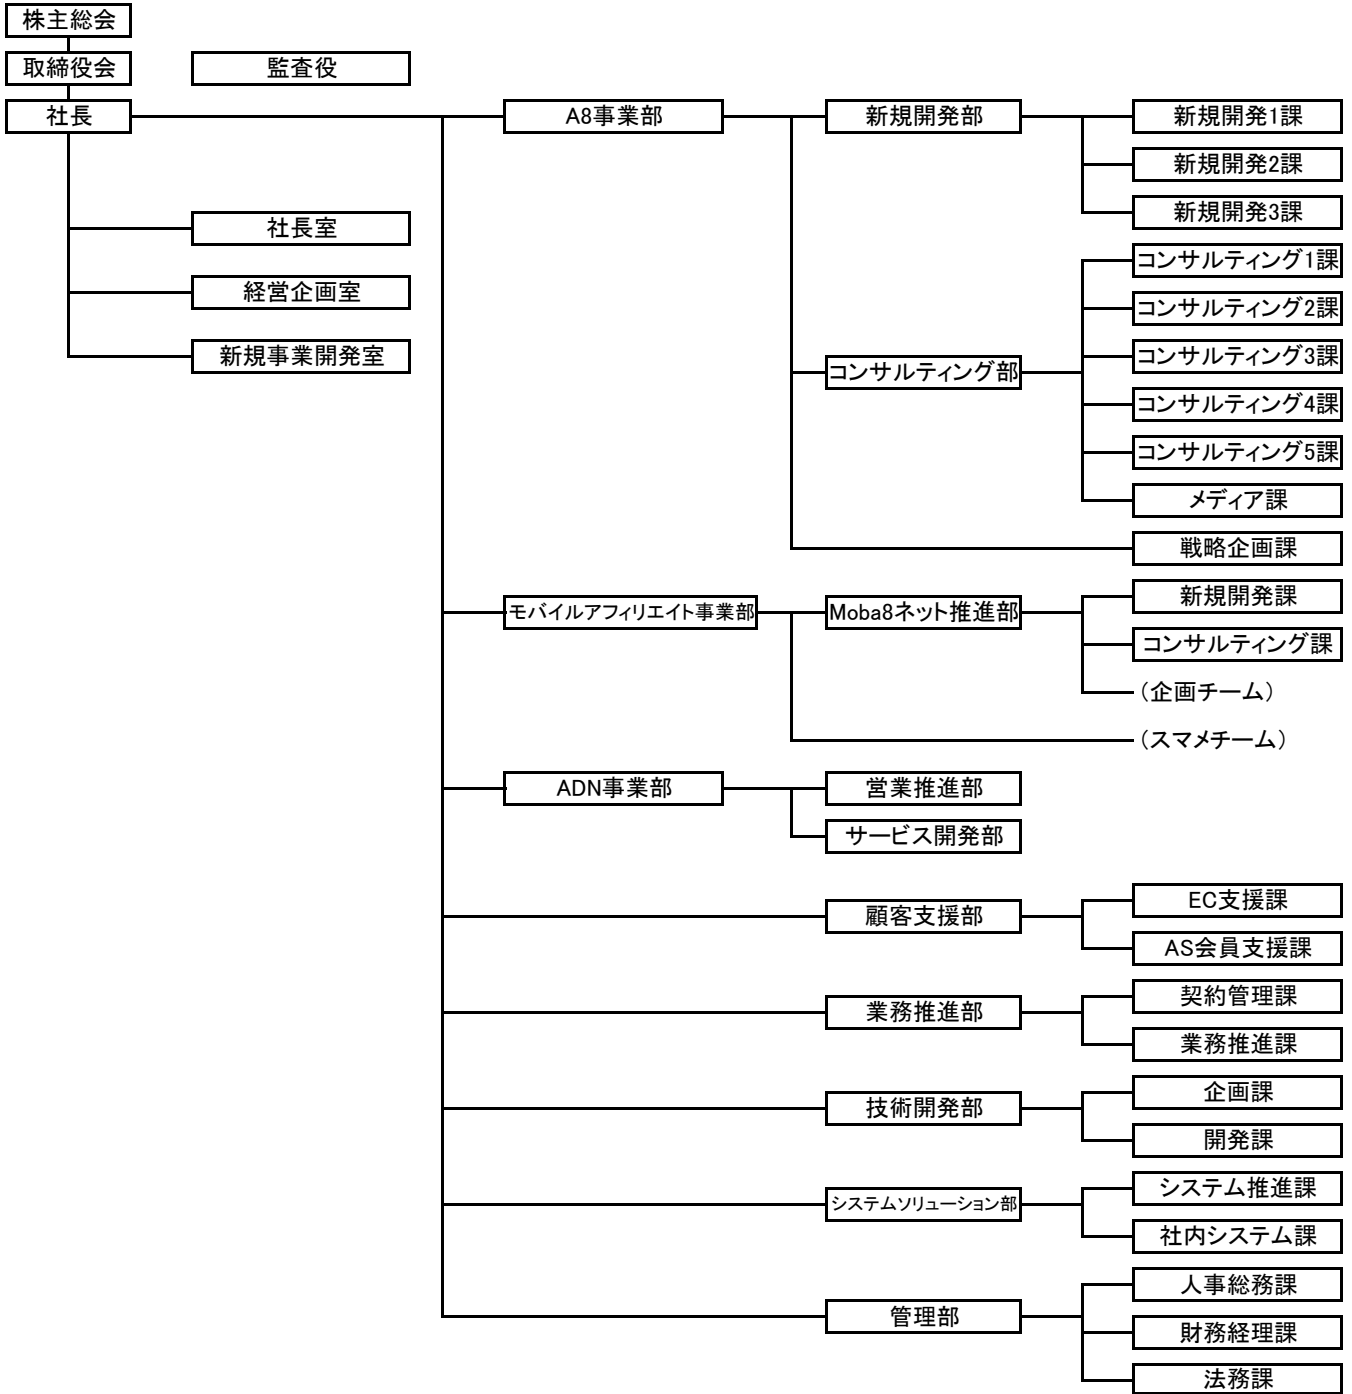 株主総会
取締役会
監査役
社長
A8事業部
新規開発部
新規開発1課
新規開発2課
新規開発3課
社長室
コンサルティング1課
経営企画室
コンサルティング2課
新規事業開発室
コンサルティング3課
コンサルティング部
コンサルティング4課
コンサルティング5課
メディア課
戦略企画課
モバイルアフィリエイト事業部
Moba8ネット推進部
新規開発課
コンサルティング課
（企画チーム）
（スマメチーム）
ADN事業部
営業推進部
サービス開発部
顧客支援部
EC支援課
AS会員支援課
業務推進部
契約管理課
業務推進課
技術開発部
企画課
開発課
システムソリューション部
システム推進課
社内システム課
管理部
人事総務課
財務経理課
法務課